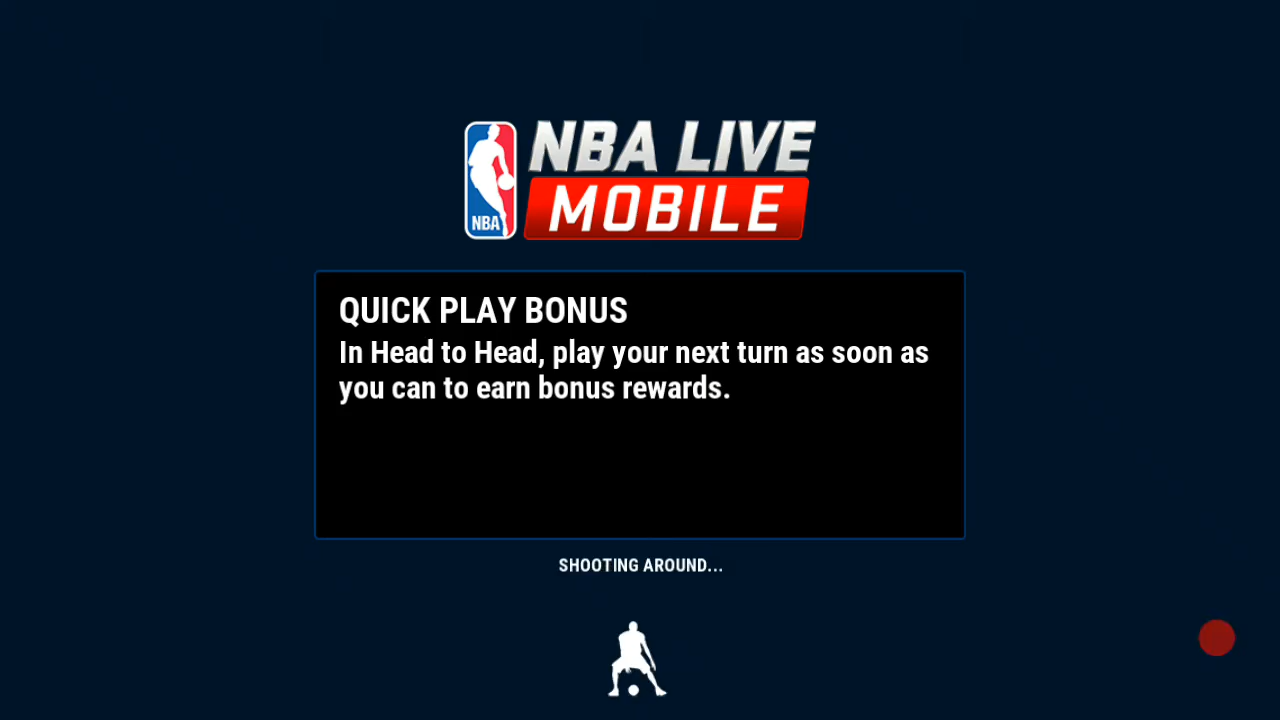 NBA LIVE
MOBILE
NBA
QUICK PLAY BONUS
In Head to Head, play your next turn as soon as
you can to earn bonus rewards.
SHOOTING AROUND...